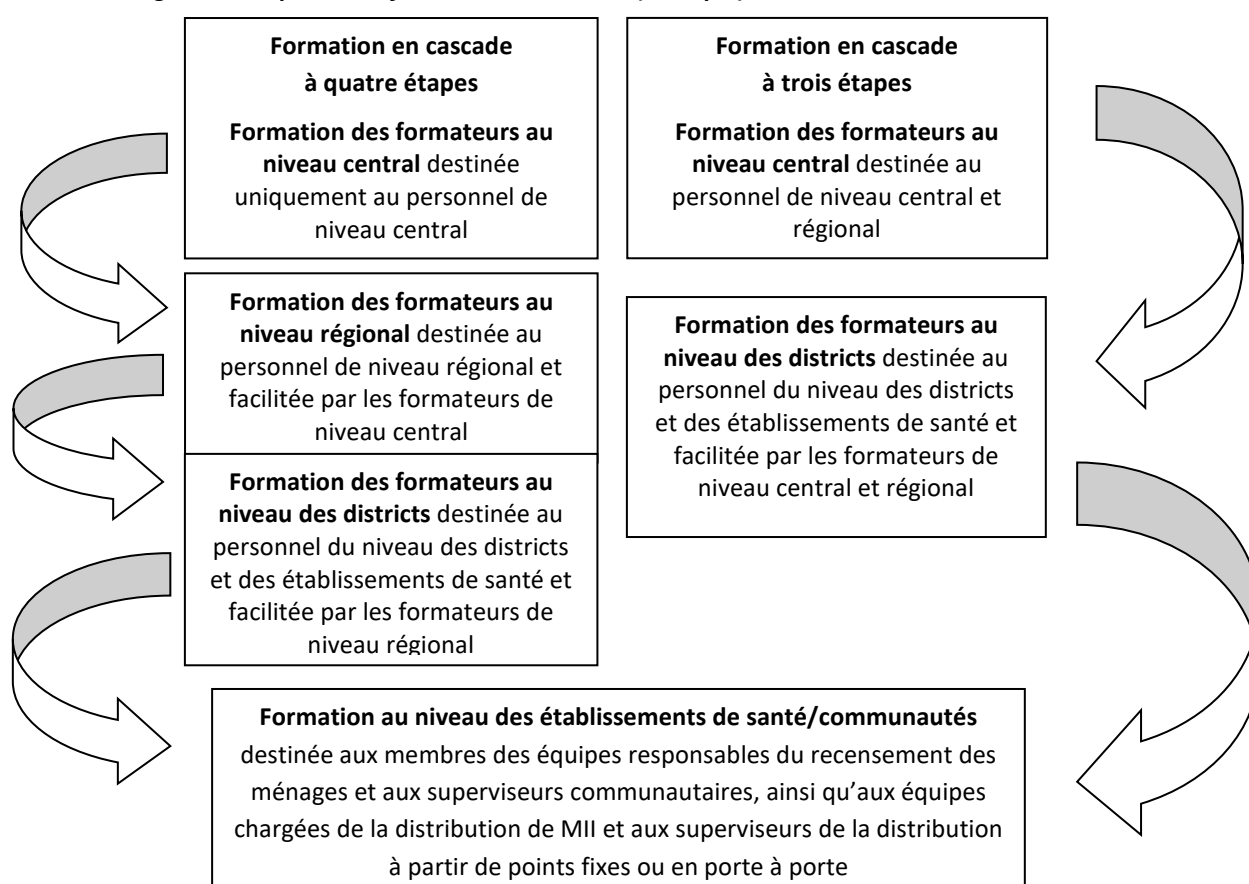 Formation en cascade
à quatre étapes
Formation des formateurs au
niveau central destinée
uniquement au personnel de
niveau central
Formation des formateurs au
niveau régional destinée au
personnel de niveau régional et
facilitée par les formateurs de
niveau central
Formation des formateurs au
niveau des districts destinée au
personnel du niveau des districts
et des établissements de santé et
facilitée par les formateurs de
niveau régional
Formation en cascade
à trois étapes
Formation des formateurs au
niveau central destinée au
personnel de niveau central et
régional
Formation des formateurs au
niveau des districts destinée au
personnel du niveau des districts
et des établissements de santé et
facilitée par les formateurs de
niveau central et régional
Formation au niveau des établissements de santé/communautés
destinée aux membres des équipes responsables du recensement des
ménages et aux superviseurs communautaires, ainsi qu’aux équipes
chargées de la distribution de MII et aux superviseurs de la distribution
à partir de points fixes ou en porte à porte